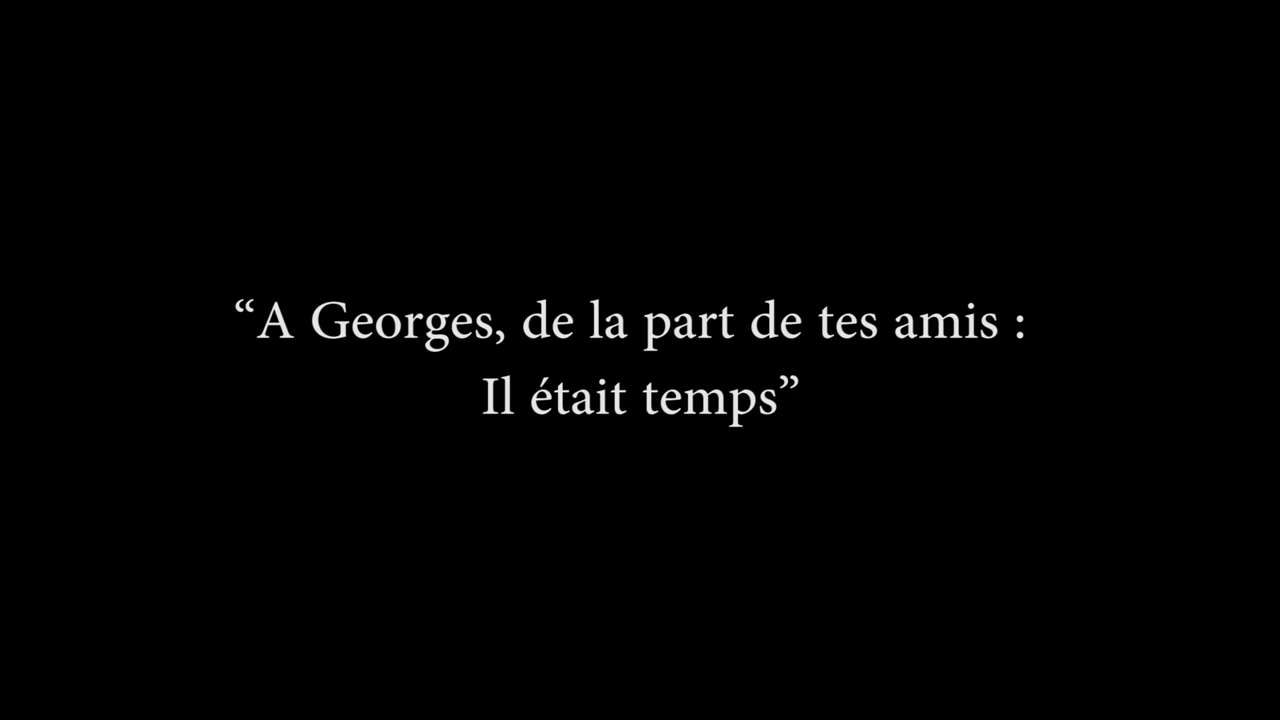 “A Georges, de la part de tes amis :
Il était temps”